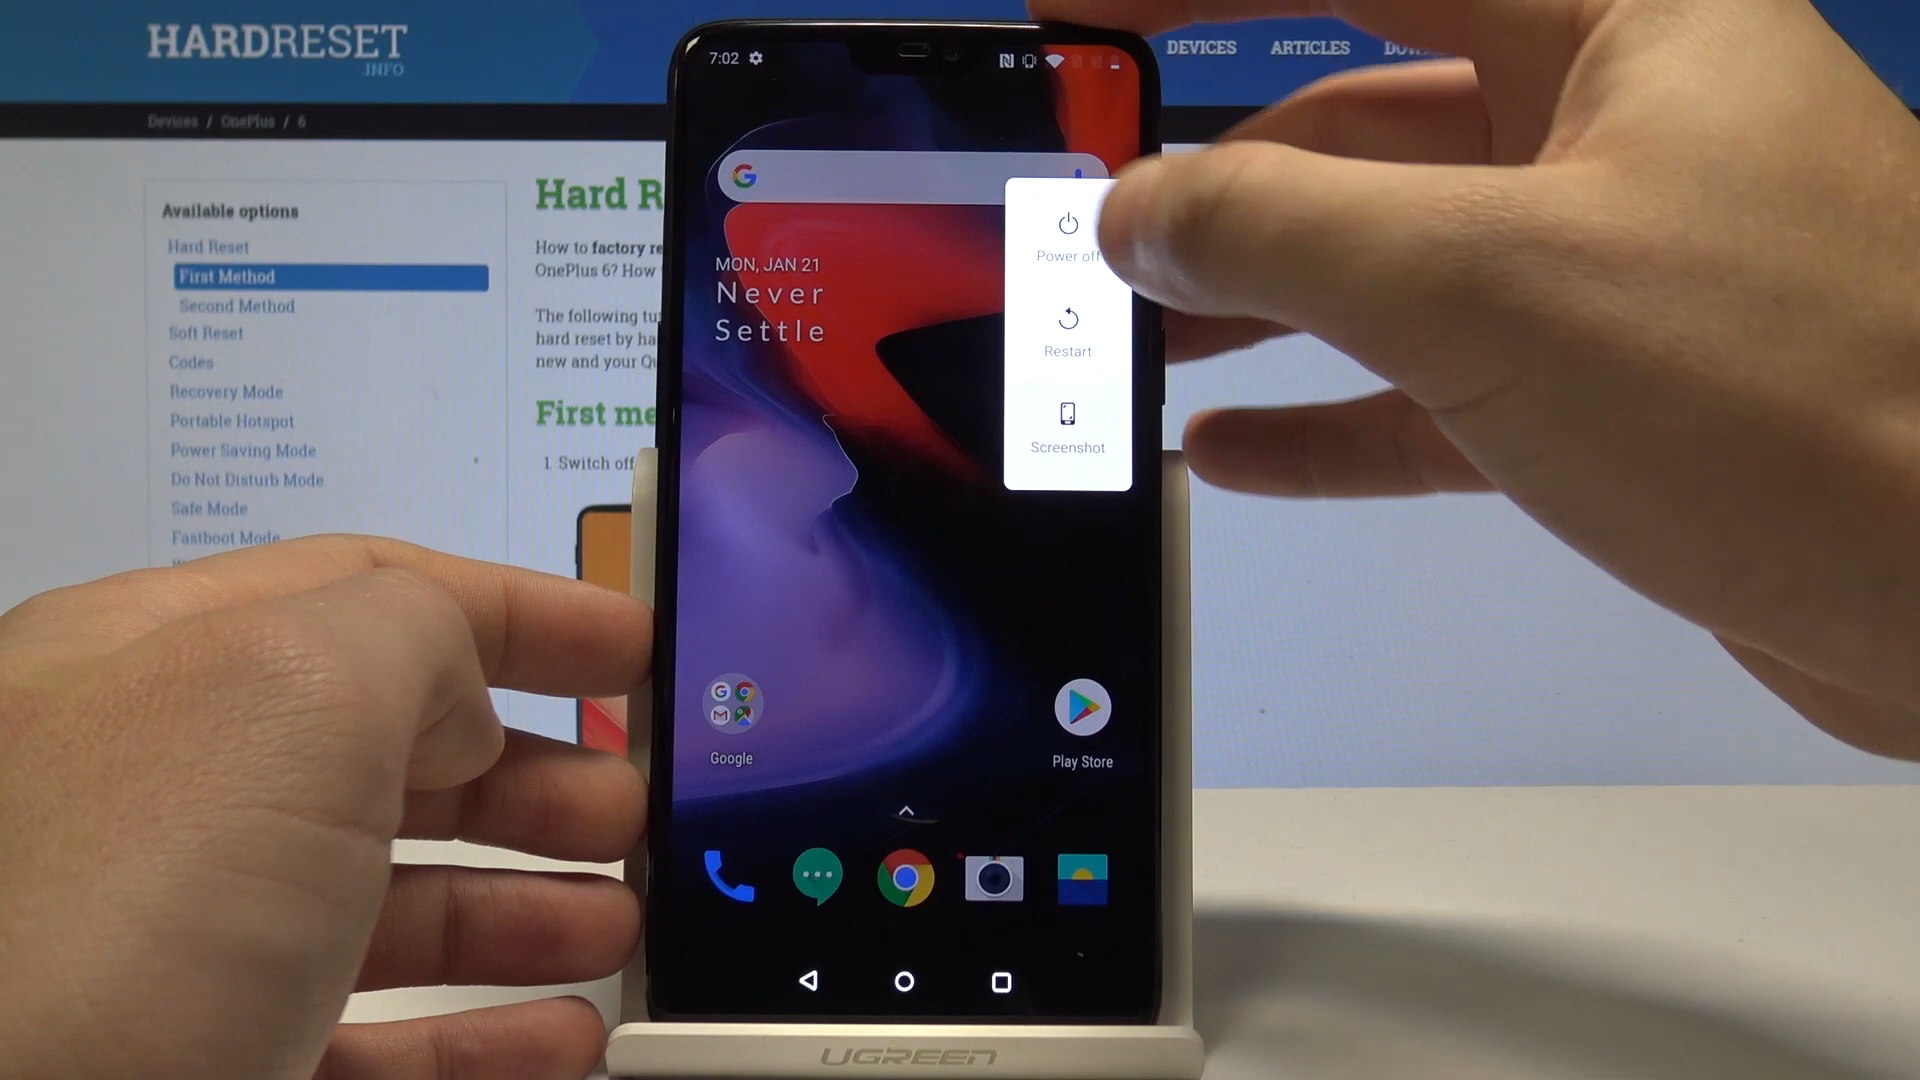 HARDRESET
.INFO
DEVICES
ARTICLES
Devices / OnePlus / 6
Available options
Hard Reset
First Method
Second Method
Soft Reset
Codes
Recovery Mode
Portable Hotspot
Power Saving Mode
Do Not Disturb Mode
Safe Mode
Fastboot Mode
Hard R
How to factory re
OnePlus 6? How
The following tu
hard reset by ha
new and your Qu
First me
1. Switch off
7:02
MON, JAN 21
Never
Settle
Power off
Restart
Screenshot
Google
Play Store
UGREEN